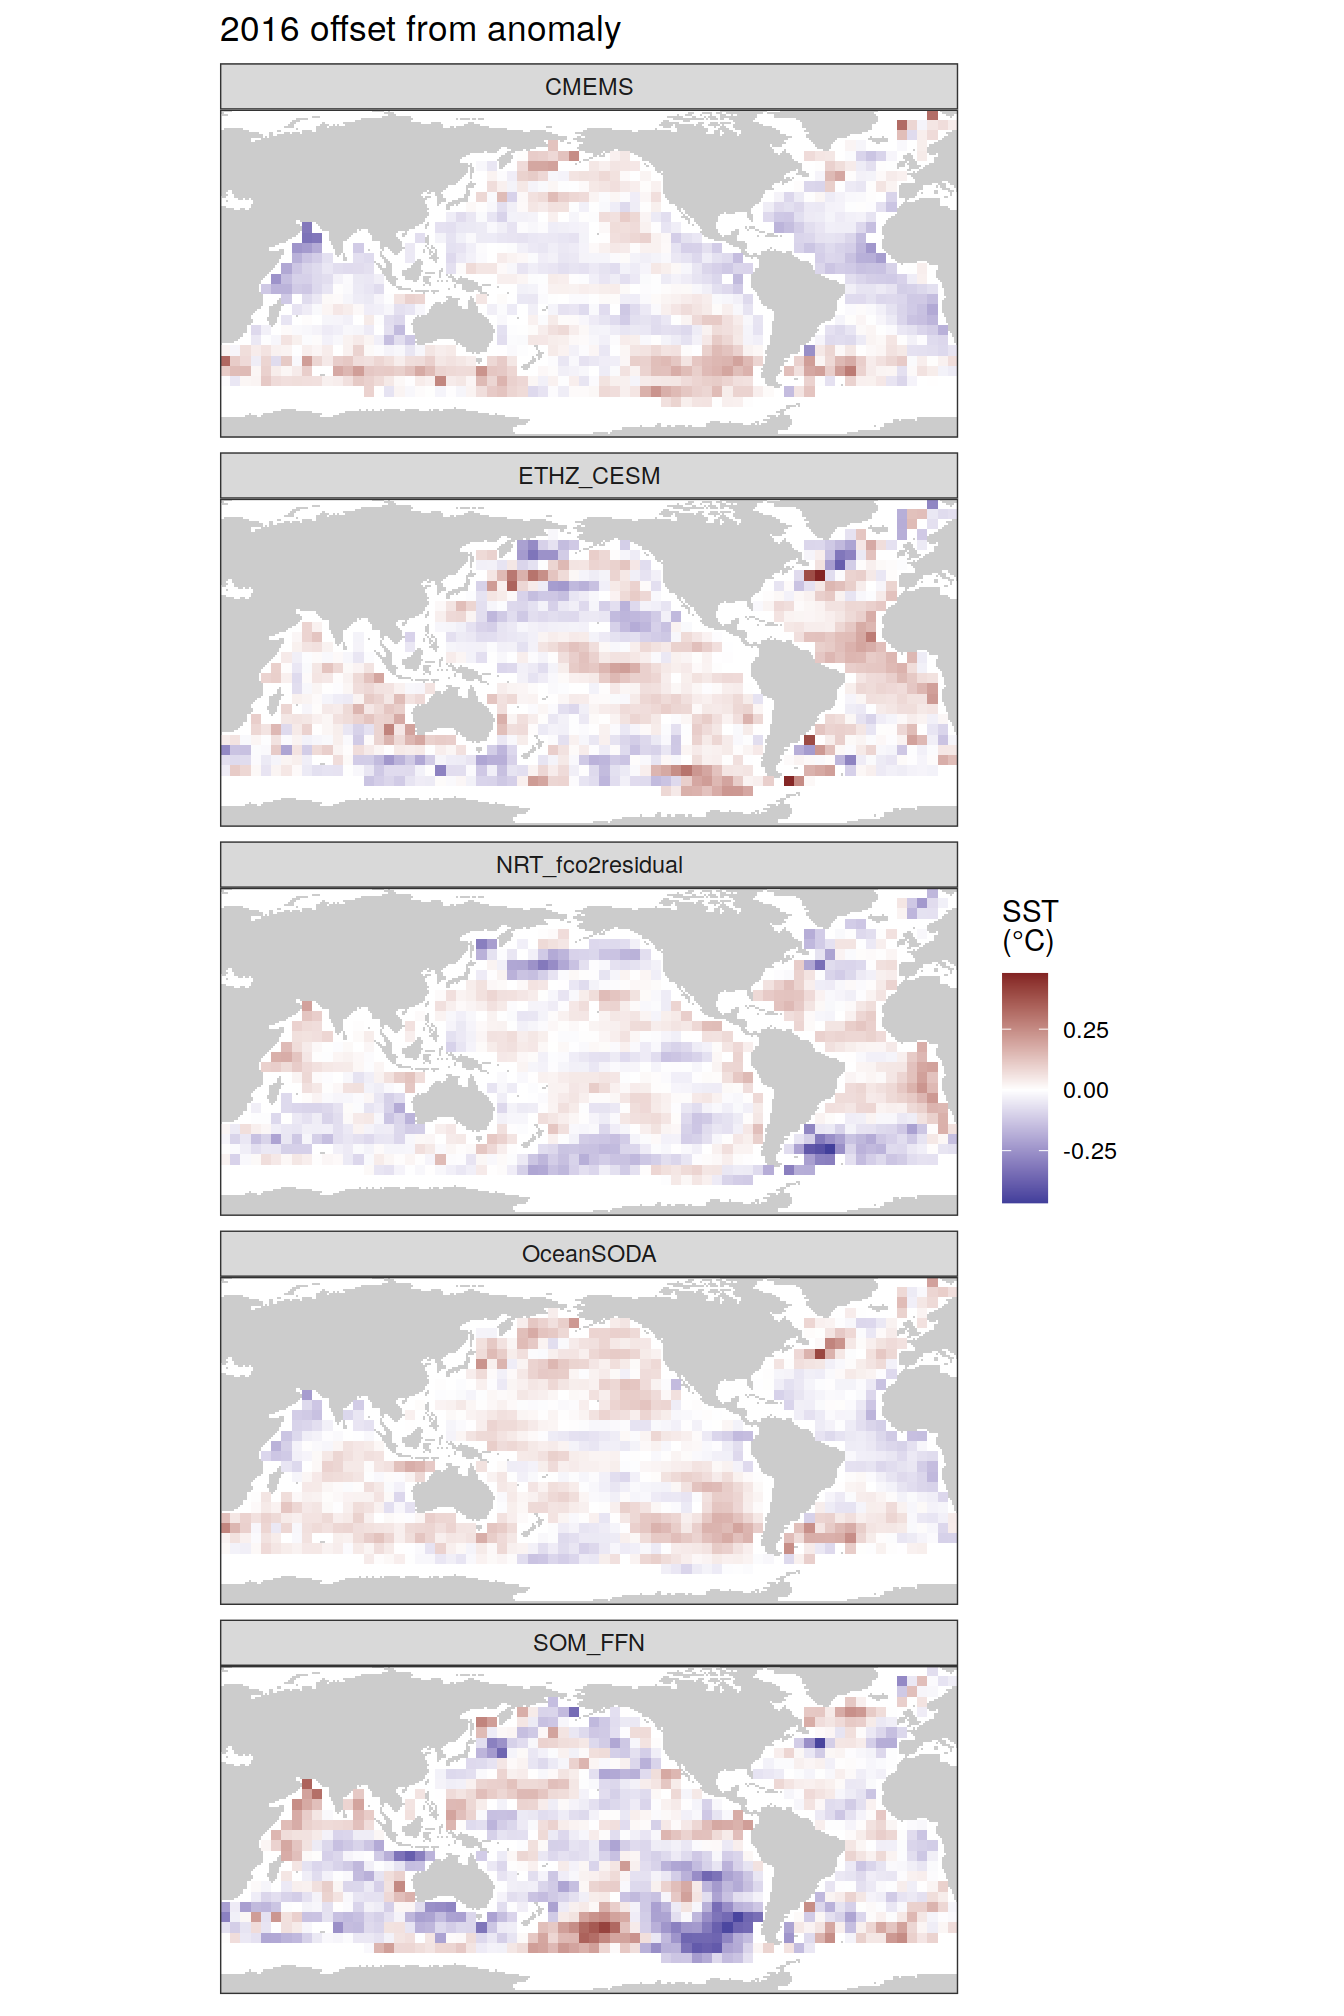 2016 offset from anomaly
CMEMS
ETHZ_CESM
NRT_fco2residual
SST
(°C)
0.25
0.00
-0.25
OceanSODA
SOM_FFN